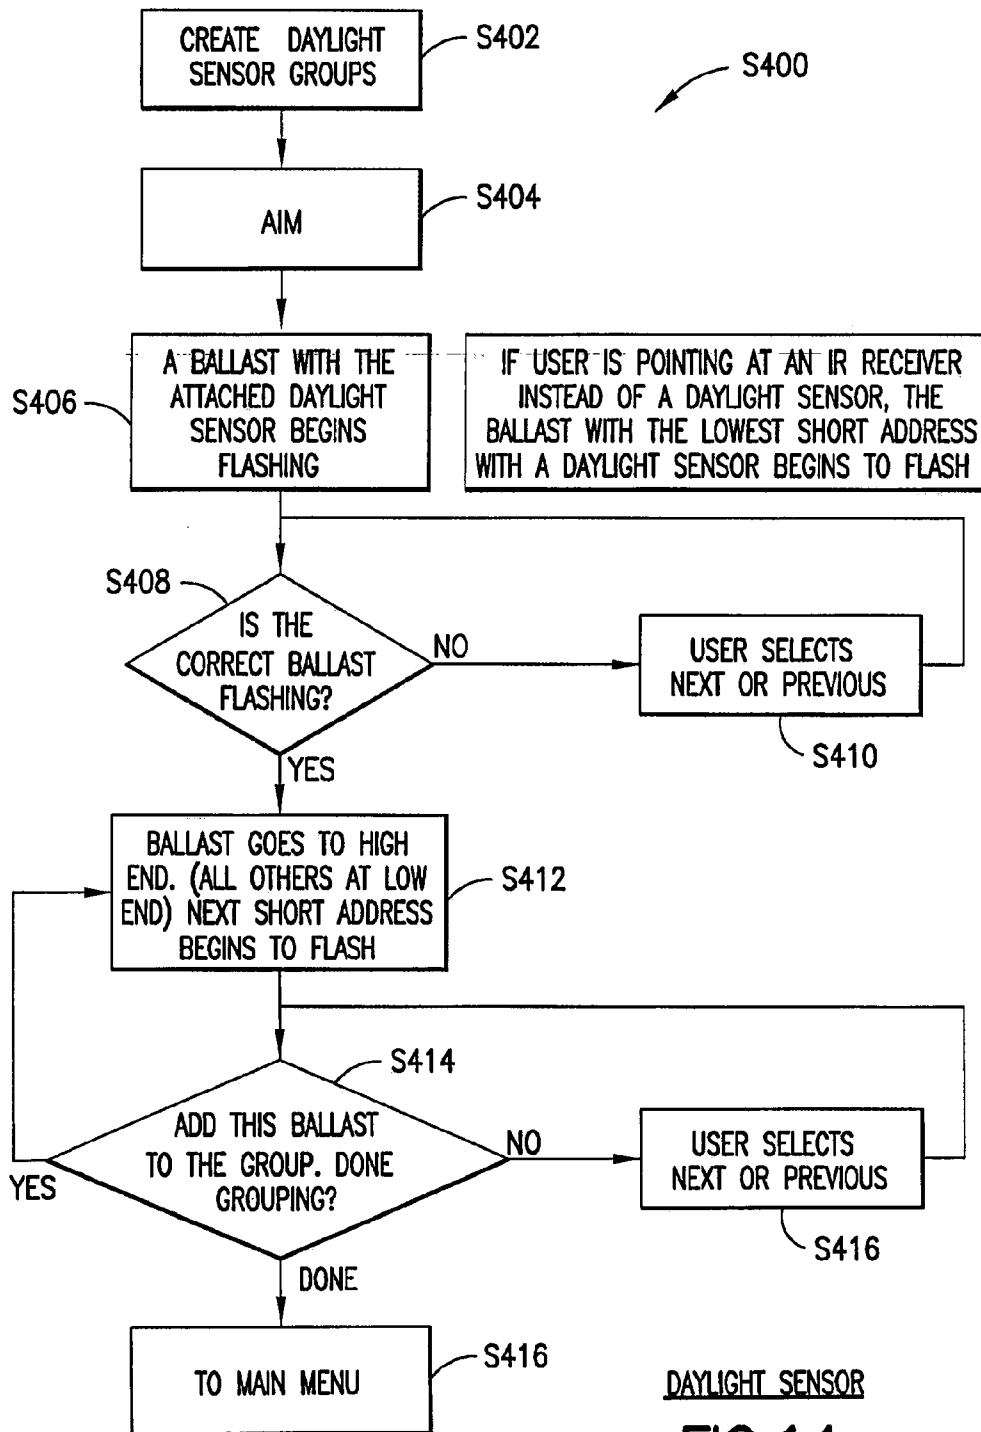 CREATE DAYLIGHT
SENSOR GROUPS
S402
S400
AIM
S404
A BALLAST WITH THE
ATTACHED DAYLIGHT
SENSOR BEGINS
FLASHING
S406
IF USER IS POINTING AT AN IR RECEIVER
INSTEAD OF A DAYLIGHT SENSOR, THE
BALLAST WITH THE LOWEST SHORT ADDRESS
WITH A DAYLIGHT SENSOR BEGINS TO FLASH
S408
IS THE
CORRECT BALLAST
FLASHING?
NO
USER SELECTS
NEXT OR PREVIOUS
S410
YES
BALLAST GOES TO HIGH
END. (ALL OTHERS AT LOW
END) NEXT SHORT ADDRESS
BEGINS TO FLASH
S412
S414
ADD THIS BALLAST
TO THE GROUP. DONE
GROUPING?
YES
NO
USER SELECTS
NEXT OR PREVIOUS
S416
DONE
TO MAIN MENU
S416
DAYLIGHT SENSOR